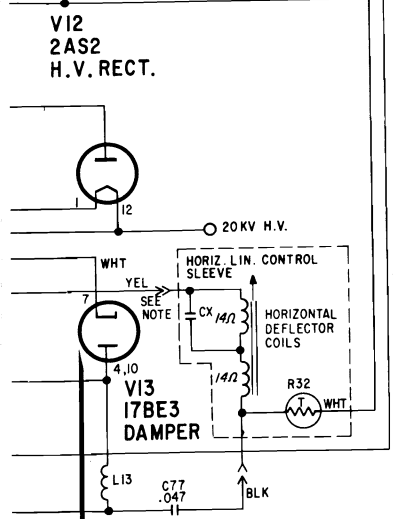 V12
2AS2
H.V. RECT.
1
12
20KV H.V.
WHT
HORIZ. LIN. CONTROL
SLEEVE
YEL
7
SEE
NOTE
CX
14Ω
HORIZONTAL
DEFLECTOR
COILS
4,10
14Ω
V13
17BE3
DAMPER
R32
T
WHT
L13
C77
.047
BLK